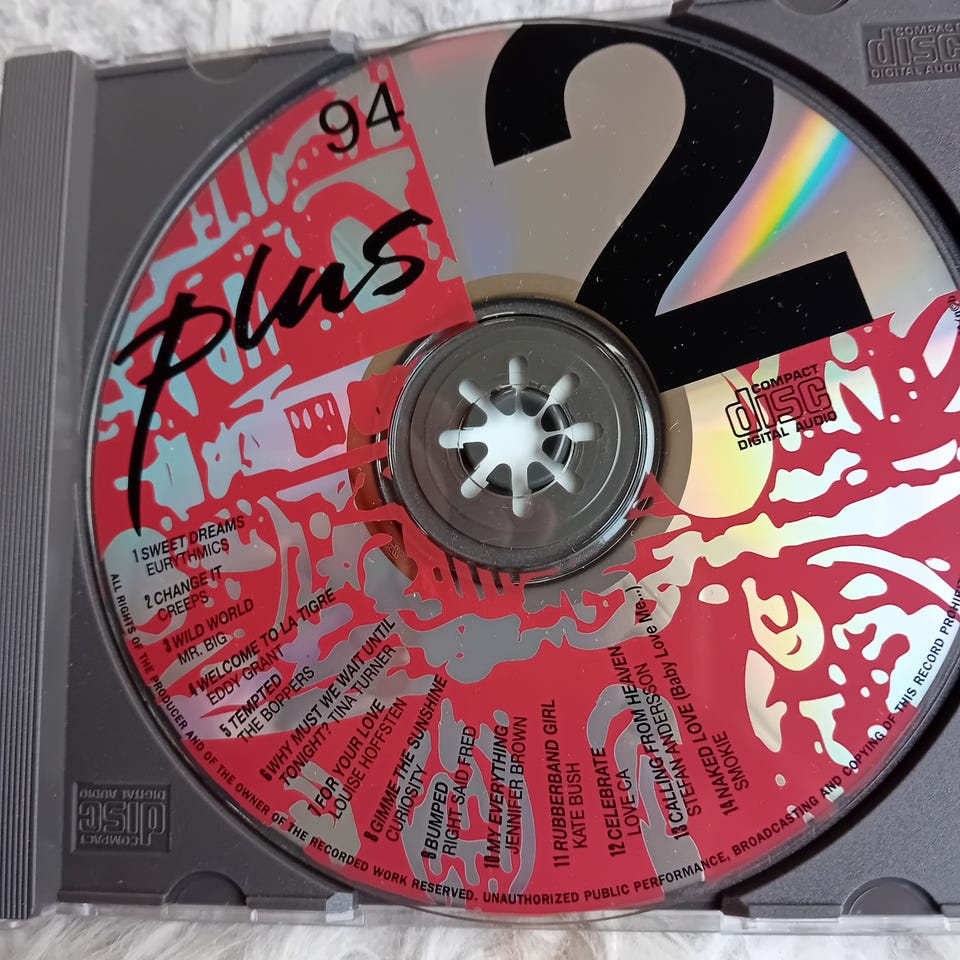 94
2
plus
COMPACT
disc
DIGITAL AUDIO
COMPACT
disc
DIGITAL AUDIO
1 SWEET DREAMS
EURYTHMICS
2 CHANGE IT
CREEPS
3 WILD WORLD
MR. BIG
4 WELCOME TO LA TIGRE
EDDY GRANT
5 TEMPTED
THE BOPPERS
6 WHY MUST WE WAIT UNTIL
TONIGHT? TINA TURNER
7 FOR YOUR LOVE
LOUISE HOFFSTEN
8 GIMME THE SUNSHINE
CURIOSITY
9 BUMPED
RIGHT SAID FRED
10 MY EVERYTHING
JENNIFER BROWN
11 RUBBERBAND GIRL
KATE BUSH
12 CELEBRATE
LOVE CA
13 CALLING FROM HEAVEN
STEFAN ANDERSSON
14 NAKED LOVE (Baby Love Me...)
SMOKIE
ALL RIGHTS OF THE PRODUCER AND OF THE OWNER OF THE RECORDED WORK RESERVED. UNAUTHORIZED PUBLIC PERFORMANCE, BROADCASTING AND COPYING OF THIS RECORD
COMPACT
disc
DIGITAL AUDIO